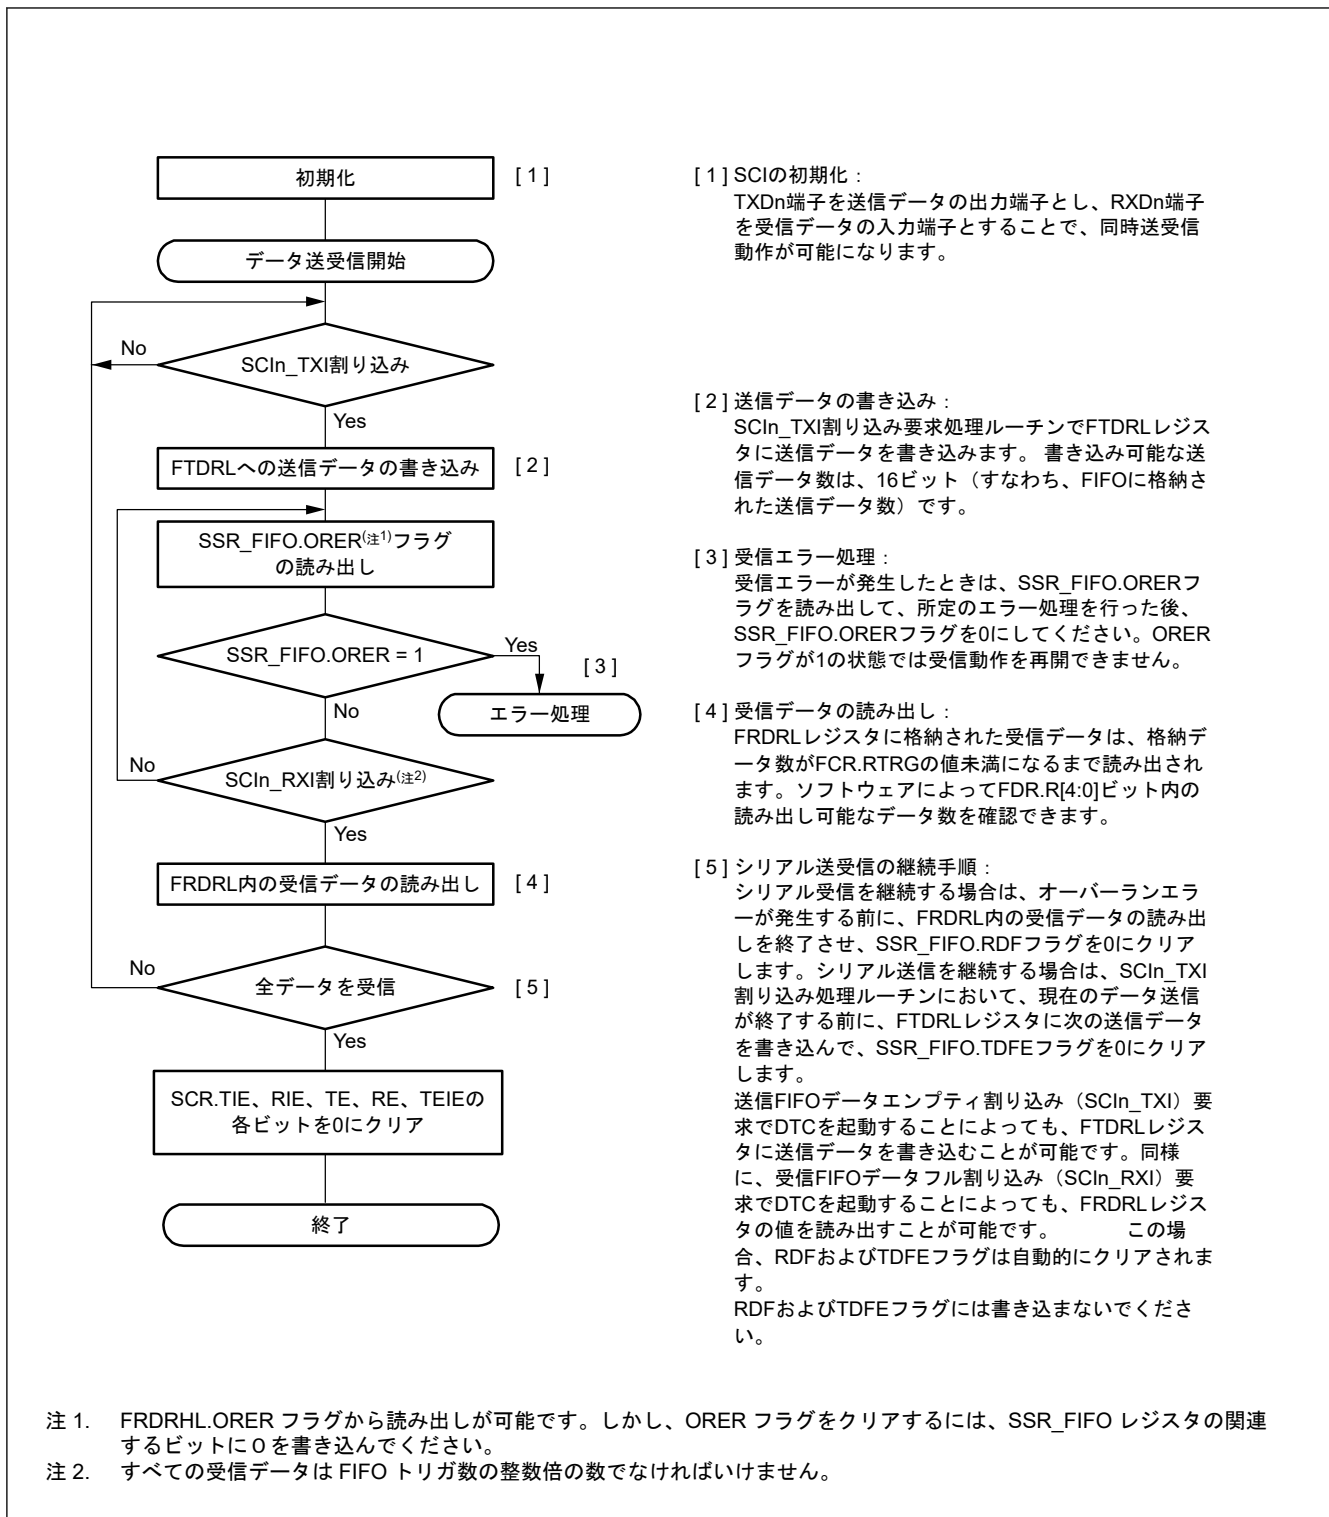 初期化
[ 1 ]
データ送受信開始
No
SCIn_TXI割り込み
Yes
FTDRLへの送信データの書き込み
[ 2 ]
SSR_FIFO.ORER(注1)フラグ
の読み出し
SSR_FIFO.ORER = 1
Yes
[ 3 ]
エラー処理
No
No
SCIn_RXI割り込み(注2)
Yes
FRDRL内の受信データの読み出し
[ 4 ]
No
全データを受信
[ 5 ]
Yes
SCR.TIE、RIE、TE、RE、TEIEの
各ビットを0にクリア
終了
[ 1 ] SCIの初期化：
TXDn端子を送信データの出力端子とし、RXDn端子
を受信データの入力端子とすることで、同時送受信
動作が可能になります。
[ 2 ] 送信データの書き込み：
SCIn_TXI割り込み要求処理ルーチンでFTDRLレジス
タに送信データを書き込みます。 書き込み可能な送
信データ数は、16ビット（すなわち、FIFOに格納さ
れた送信データ数）です。
[ 3 ] 受信エラー処理：
受信エラーが発生したときは、SSR_FIFO.ORERフ
ラグを読み出して、所定のエラー処理を行った後、
SSR_FIFO.ORERフラグを0にしてください。ORER
フラグが1の状態では受信動作を再開できません。
[ 4 ] 受信データの読み出し：
FRDRLレジスタに格納された受信データは、格納デ
ータ数がFCR.RTRGの値未満になるまで読み出され
ます。ソフトウェアによってFDR.R[4:0]ビット内の
読み出し可能なデータ数を確認できます。
[ 5 ] シリアル送受信の継続手順：
シリアル受信を継続する場合は、オーバーランエラ
ーが発生する前に、FRDRL内の受信データの読み出
しを終了させ、SSR_FIFO.RDFフラグを0にクリア
します。シリアル送信を継続する場合は、SCIn_TXI
割り込み処理ルーチンにおいて、現在のデータ送信
が終了する前に、FTDRLレジスタに次の送信データ
を書き込んで、SSR_FIFO.TDFEフラグを0にクリア
します。
送信FIFOデータエンプティ割り込み（SCIn_TXI）要
求でDTCを起動することによっても、FTDRLレジス
タに送信データを書き込むことが可能です。同様
に、受信FIFOデータフル割り込み（SCIn_RXI）要
求でDTCを起動することによっても、FRDRLレジス
タの値を読み出すことが可能です。 この場
合、RDFおよびTDFEフラグは自動的にクリアされま
す。
RDFおよびTDFEフラグには書き込まないでくださ
い。
注 1. FRDRHL.ORER フラグから読み出しが可能です。しかし、ORER フラグをクリアするには、SSR_FIFO レジスタの関連
するビットに 0 を書き込んでください。
注 2. すべての受信データは FIFO トリガ数の整数倍の数でなければいけません。